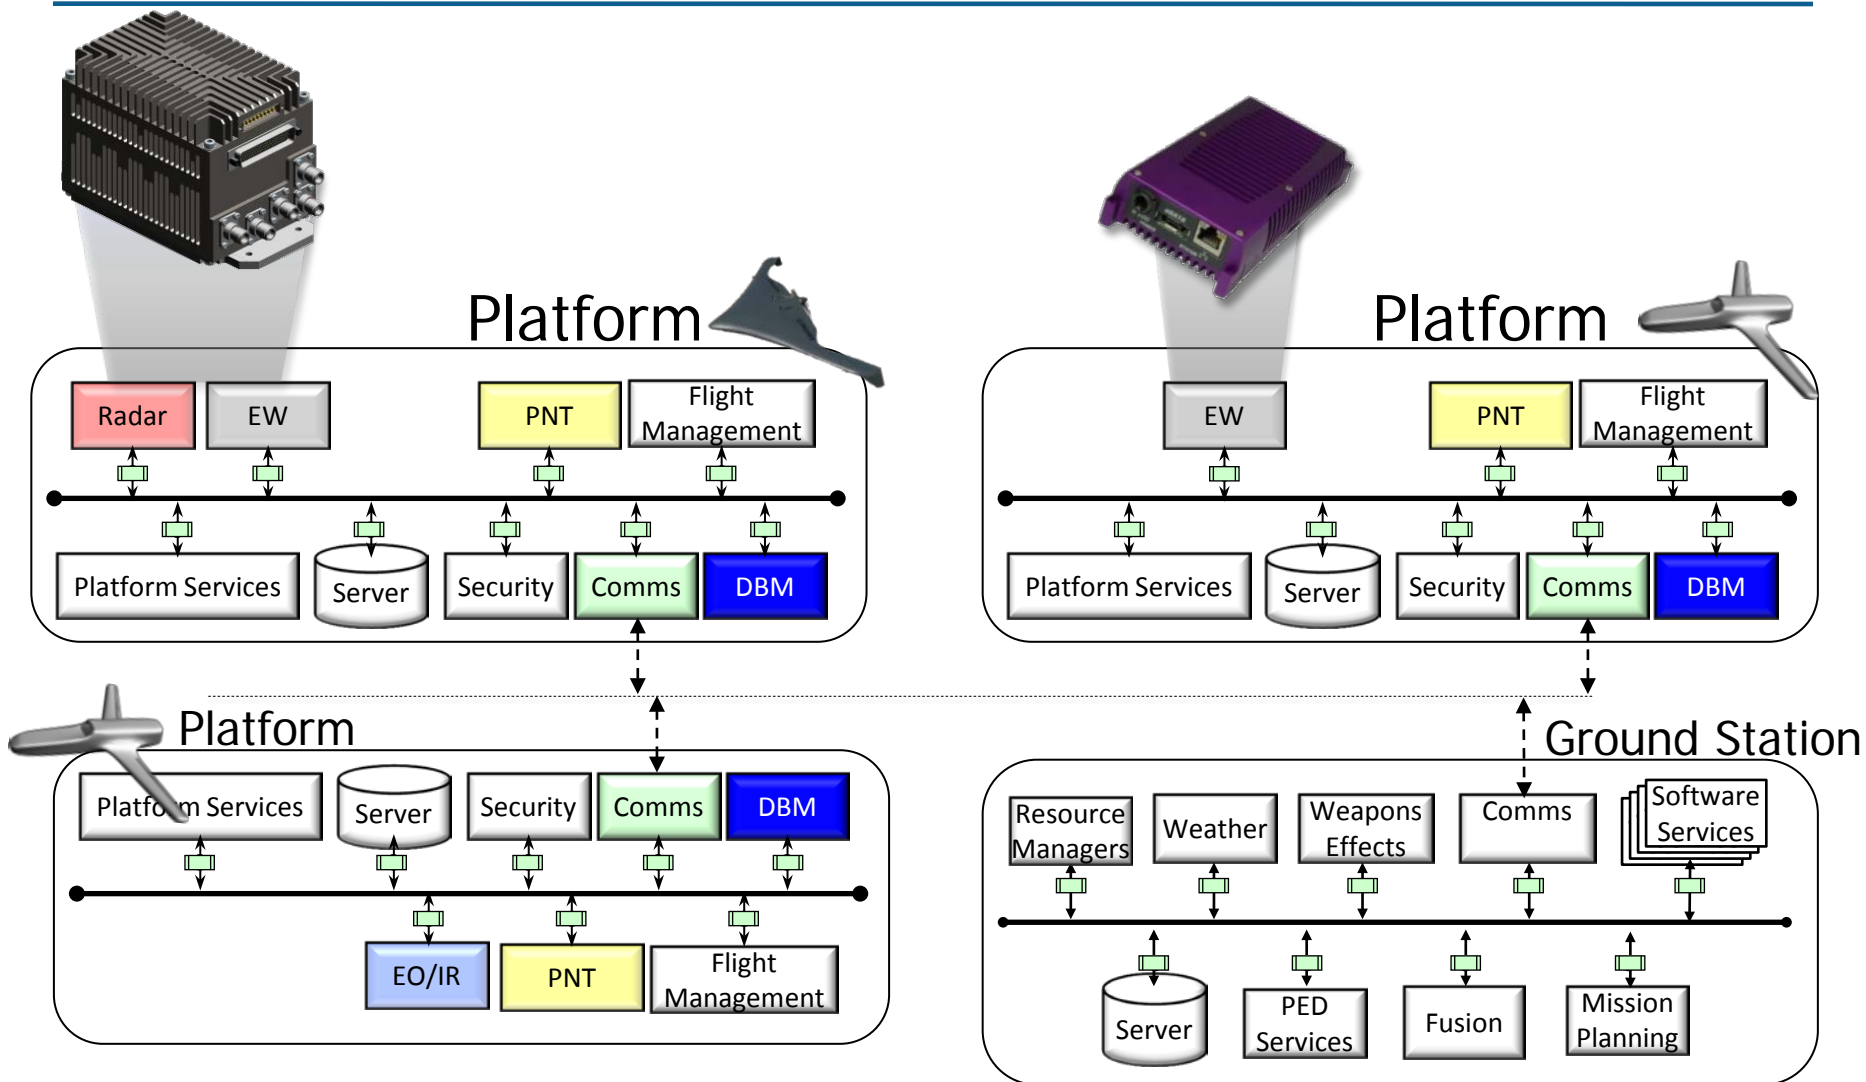 Platform
Radar
EW
PNT
Flight
Management
Platform Services
Server
Security
Comms
DBM
Platform
EW
PNT
Flight
Management
Platform Services
Server
Security
Comms
DBM
Platform
Platform Services
Server
Security
Comms
DBM
EO/IR
PNT
Flight
Management
Ground Station
Resource
Managers
Weather
Weapons
Effects
Comms
Software
Services
Server
PED
Services
Fusion
Mission
Planning